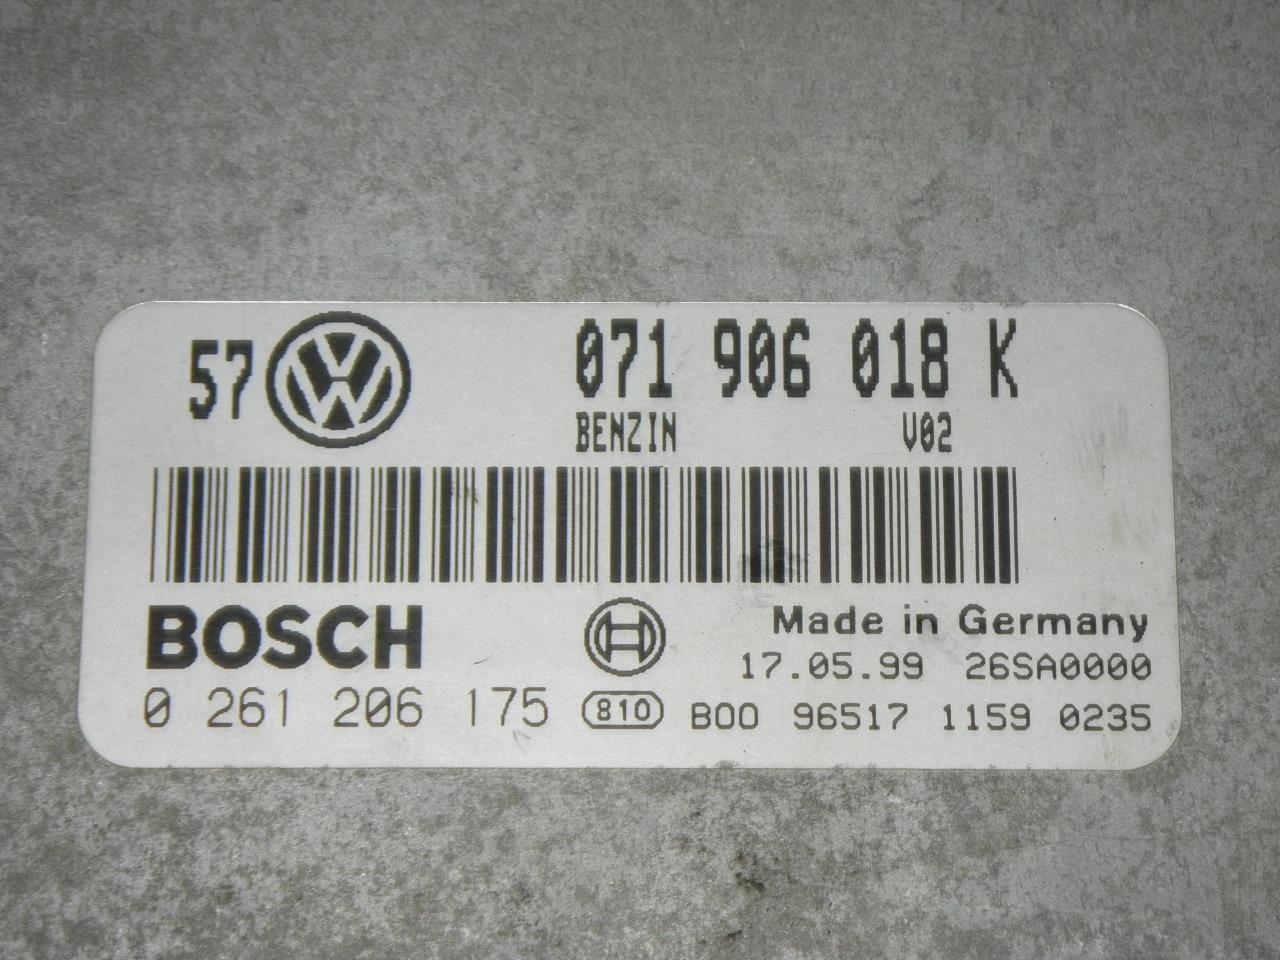 57 071 906 018 K
BENZIN V02
BOSCH Made in Germany
17.05.99 26SA0000
0 261 206 175 810 B00 96517 1159 0235